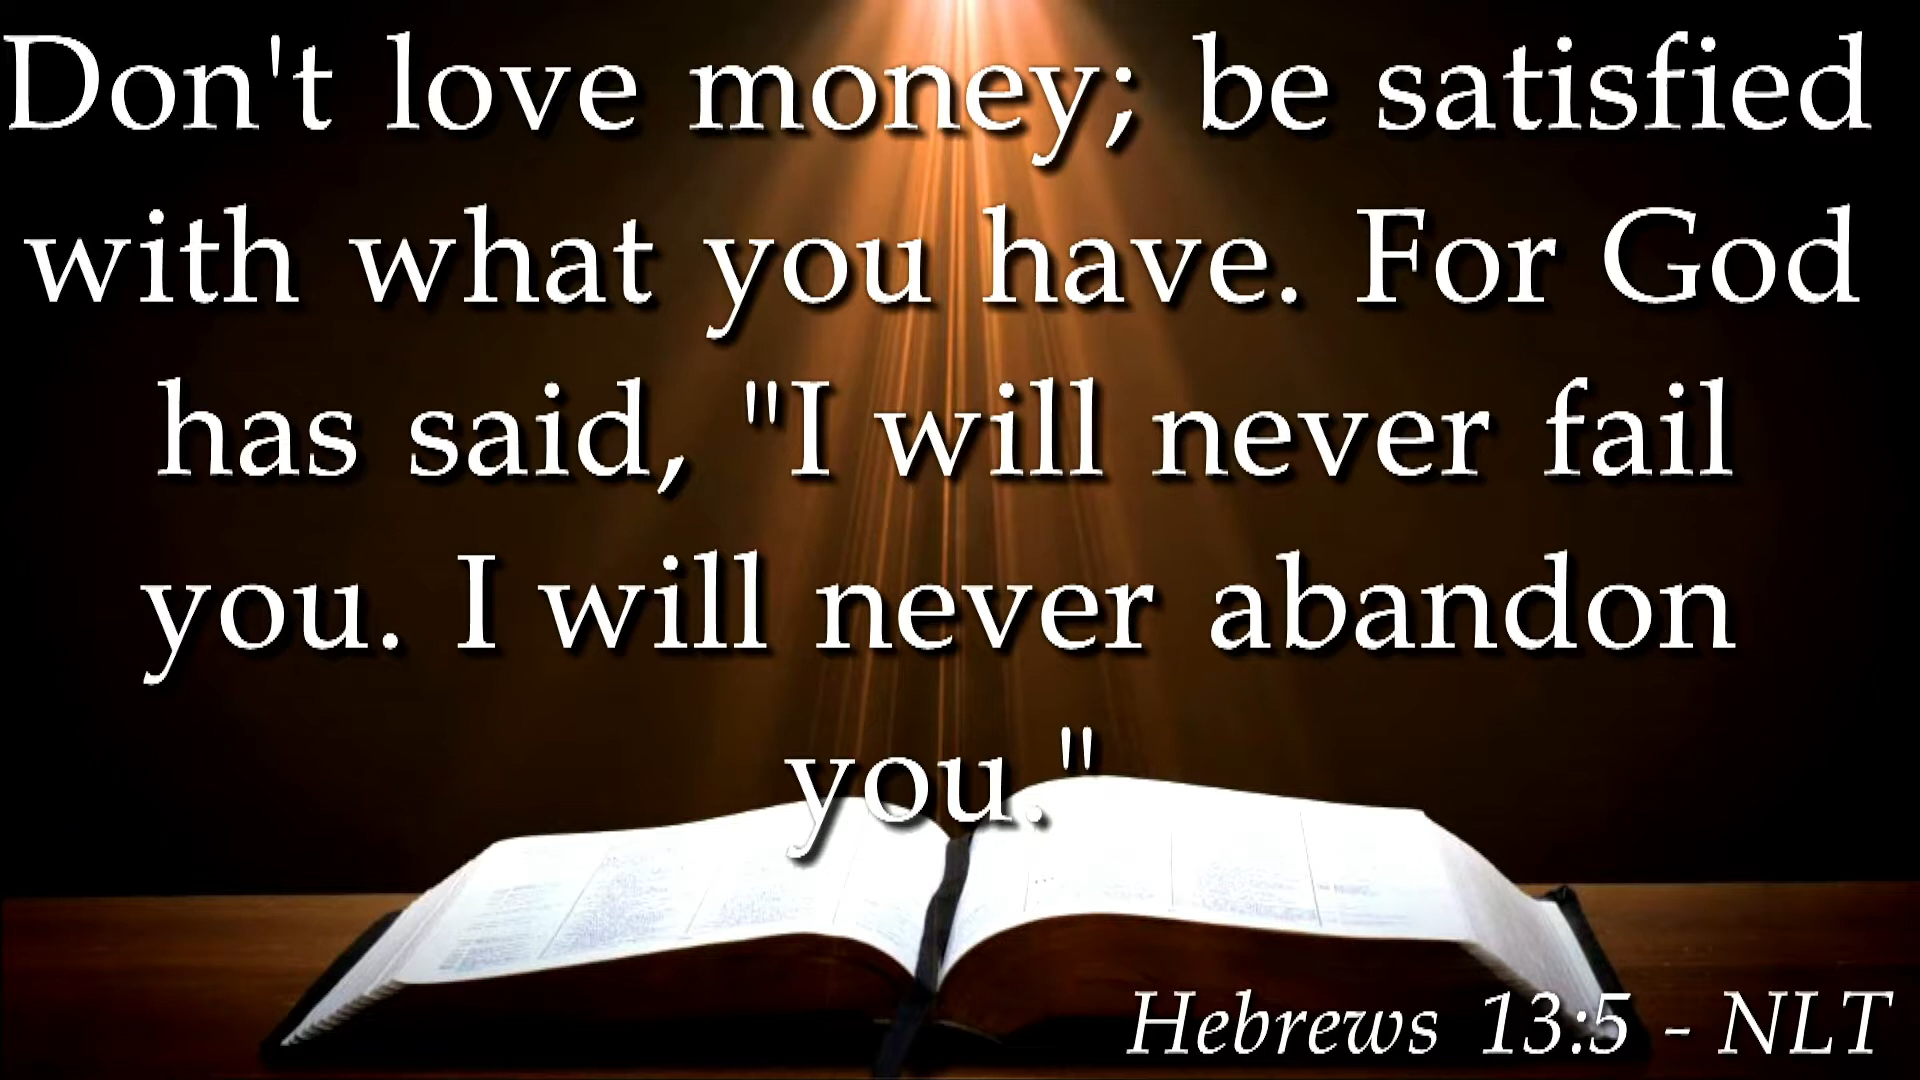 Don't love money; be satisfied
with what you have. For God
has said, "I will never fail
you. I will never abandon
you."
Hebrews 13:5 - NLT